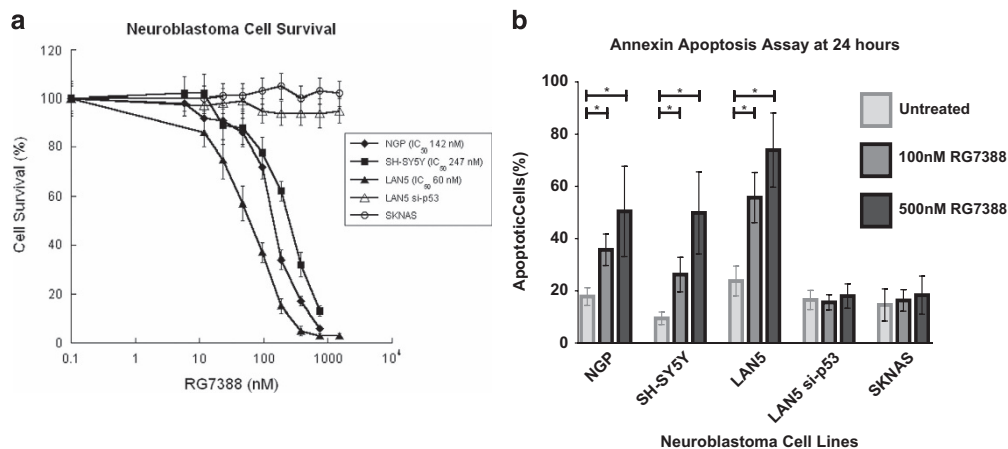 a
Neuroblastoma Cell Survival
120
100
80
60
40
20
0
Cell Survival (%)
0.1
1
10
100
1000
10⁴
RG7388 (nM)
NGP (IC₅₀ 142 nM)
SH-SY5Y (IC₅₀ 247 nM)
LAN5 (IC₅₀ 60 nM)
LAN5 si-p53
SKNAS
b
Annexin Apoptosis Assay at 24 hours
100
80
60
40
20
0
ApoptoticCells(%)
*
*
*
*
*
*
NGP
SH-SY5Y
LAN5
LAN5 si-p53
SKNAS
Neuroblastoma Cell Lines
Untreated
100nM RG7388
500nM RG7388